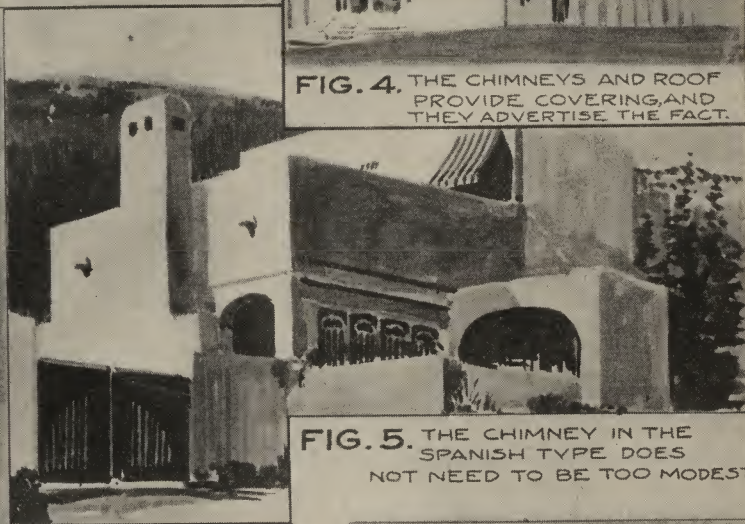 FIG. 4. THE CHIMNEYS AND ROOF
PROVIDE COVERING, AND
THEY ADVERTISE THE FACT.
FIG. 5. THE CHIMNEY IN THE
SPANISH TYPE DOES
NOT NEED TO BE TOO MODEST